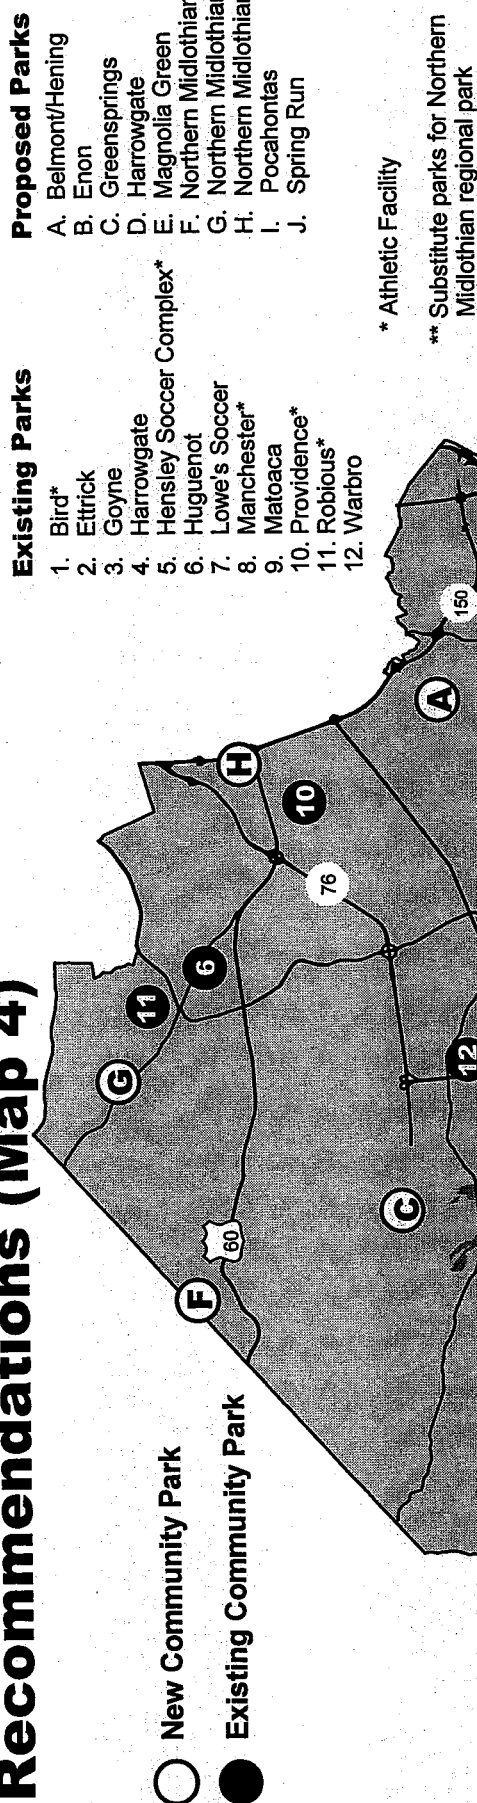 Recommendations (Map 4)
New Community Park
Existing Community Park
Existing Parks
1. Bird*
2. Ettrick
3. Goyne
4. Harrowgate
5. Hensley Soccer Complex*
6. Huguenot
7. Lowe's Soccer
8. Manchester*
9. Matoaca
10. Providence*
11. Robious*
12. Warbro
Proposed Parks
A. Belmont/Hening
B. Enon
C. Greensprings
D. Harrowgate
E. Magnolia Green
F. Northern Midlothian
G. Northern Midlothian
H. Northern Midlothian
I. Pocahontas
J. Spring Run
* Athletic Facility
** Substitute parks for Northern
Midlothian regional park
G
11
6
H
F
60
10
76
C
12
A
150